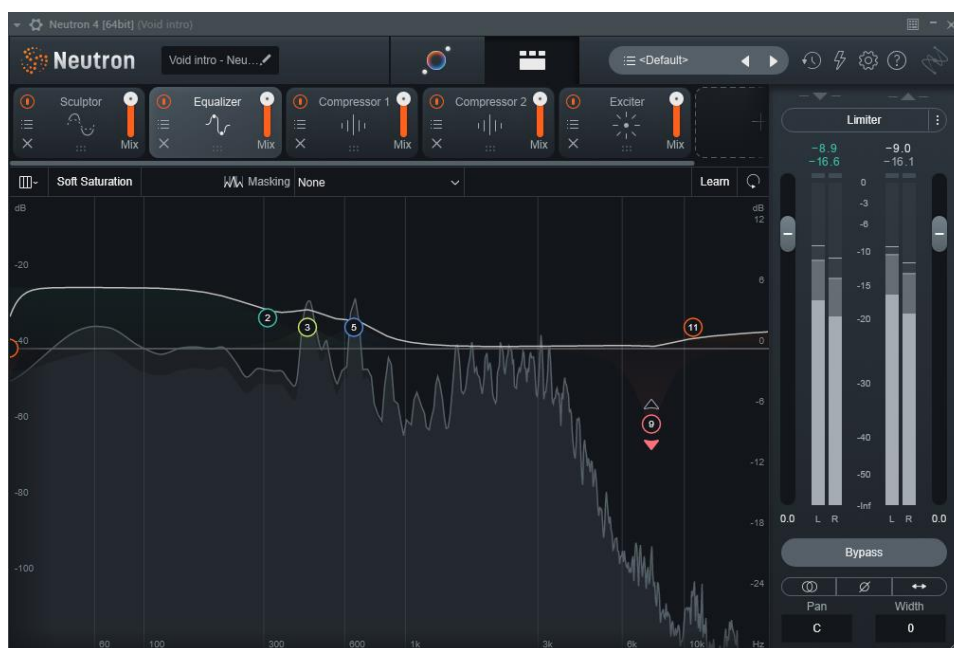 Neutron 4 [64bit] (Void intro)
Neutron
Void intro - Neu…
<Default>
Sculptor
Mix
Equalizer
Mix
Compressor 1
Mix
Compressor 2
Mix
Exciter
Mix
Limiter
-8.9 -9.0
-16.6 -16.1
Soft Saturation
Masking None
Learn
dB
-20
-40
-60
-80
-100
2
3
5
9
11
dB
12
6
0
-6
-12
-18
-24
60 100 300 600 1k 3k 6k 10k Hz
0
-3
-6
-10
-15
-20
-30
-40
-50
-Inf
0.0 L R L R 0.0
Bypass
Pan Width
C 0